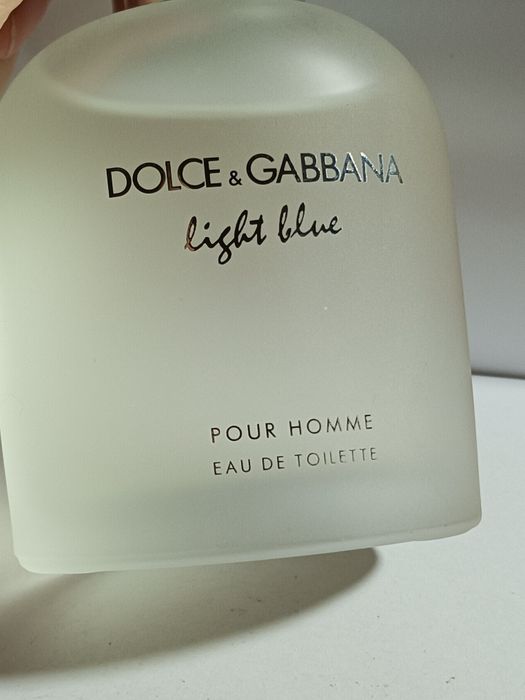 DOLCE & GABBANA
light blue
POUR HOMME
EAU DE TOILETTE